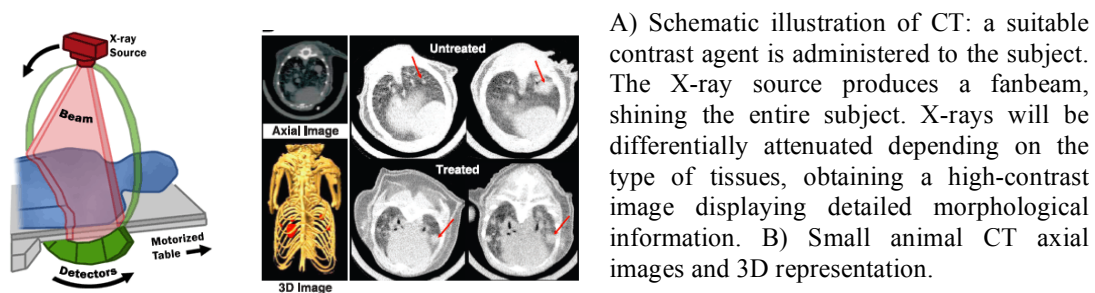 X-ray
Source
Beam
Motorized
Table
Detectors
Axial Image
3D Image
Untreated
Treated
A) Schematic illustration of CT: a suitable
contrast agent is administered to the subject.
The X-ray source produces a fanbeam,
shining the entire subject. X-rays will be
differentially attenuated depending on the
type of tissues, obtaining a high-contrast
image displaying detailed morphological
information. B) Small animal CT axial
images and 3D representation.